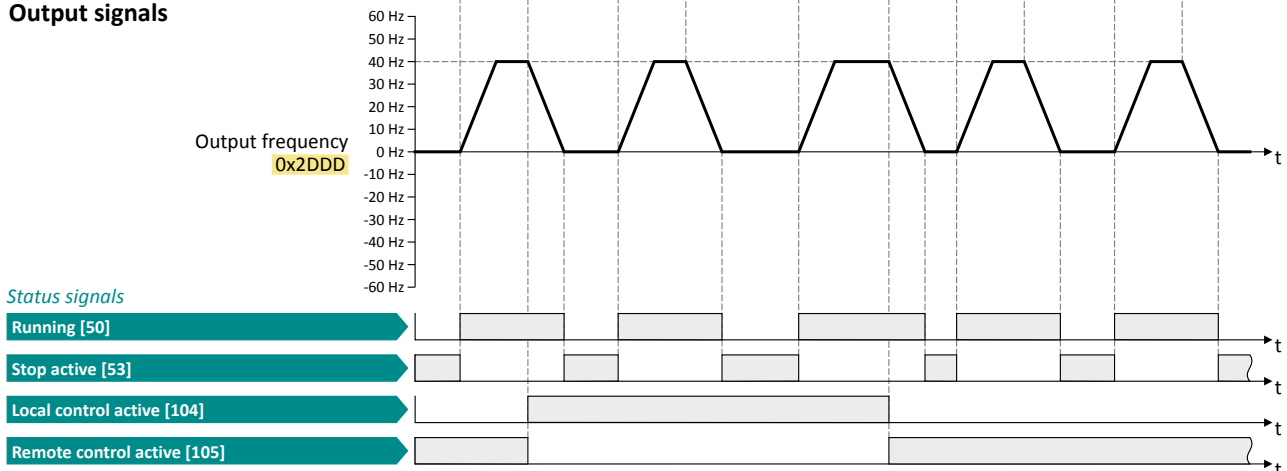 Output signals
60 Hz
50 Hz
40 Hz
30 Hz
20 Hz
10 Hz
0 Hz
-10 Hz
-20 Hz
-30 Hz
-40 Hz
-50 Hz
-60 Hz
Output frequency
0x2DDD
t
Status signals
Running [50]
t
Stop active [53]
t
Local control active [104]
t
Remote control active [105]
t